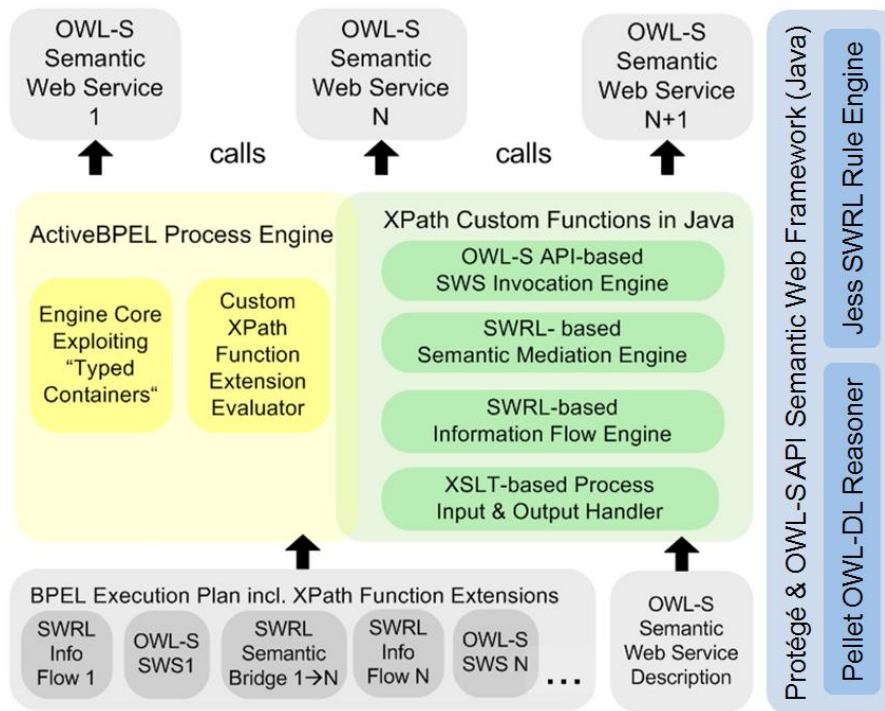 OWL-S
Semantic
Web Service
1
OWL-S
Semantic
Web Service
N
OWL-S
Semantic
Web Service
N+1
calls
calls
ActiveBPEL Process Engine
Engine Core
Exploiting
“Typed
Containers“
Custom
XPath
Function
Extension
Evaluator
XPath Custom Functions in Java
OWL-S API-based
SWS Invocation Engine
SWRL- based
Semantic Mediation Engine
SWRL-based
Information Flow Engine
XSLT-based Process
Input & Output Handler
BPEL Execution Plan incl. XPath Function Extensions
SWRL
Info
Flow 1
OWL-S
SWS1
SWRL
Semantic
Bridge 1→N
SWRL
Info
Flow N
OWL-S
SWS N
...
OWL-S
Semantic
Web Service
Description
Protégé & OWL-S API Semantic Web Framework (Java)
Jess SWRL Rule Engine
Pellet OWL-DL Reasoner